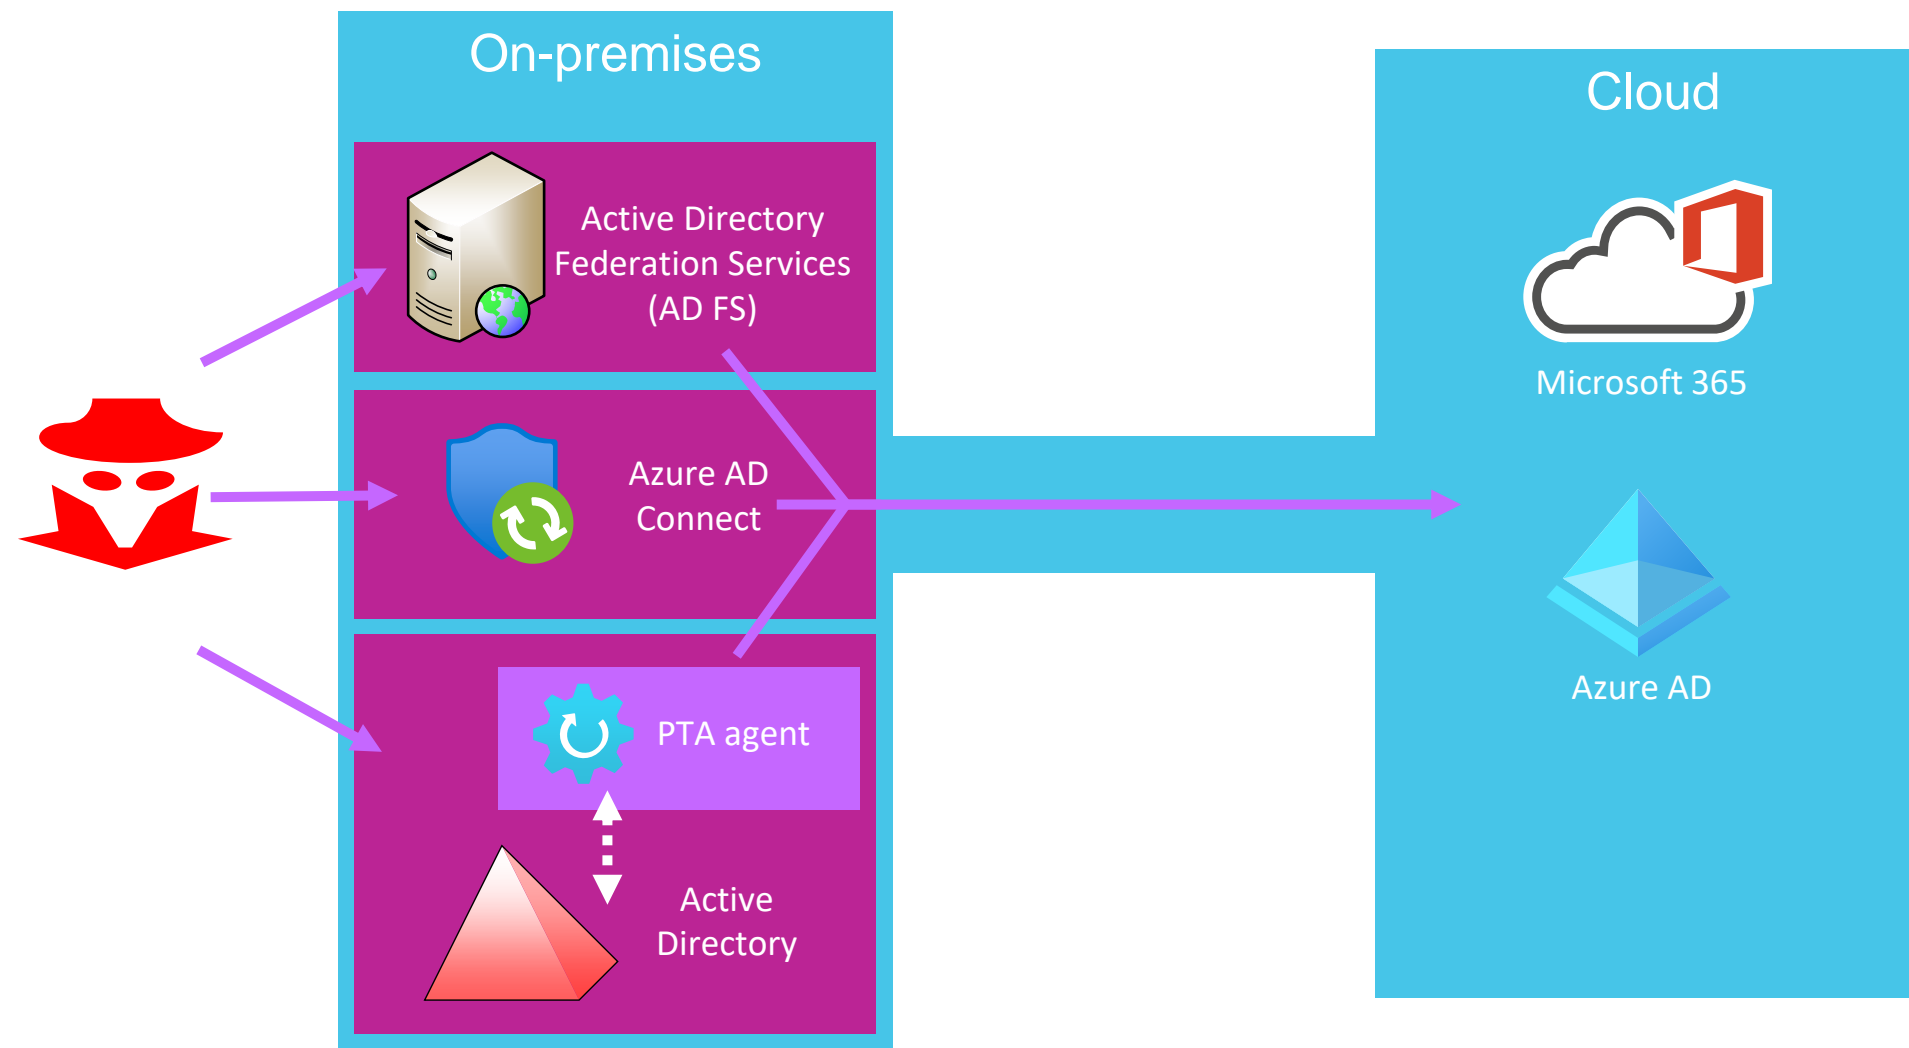 On-premises
Active Directory
Federation Services
(AD FS)
Azure AD
Connect
PTA agent
Active
Directory
Cloud
Microsoft 365
Azure AD